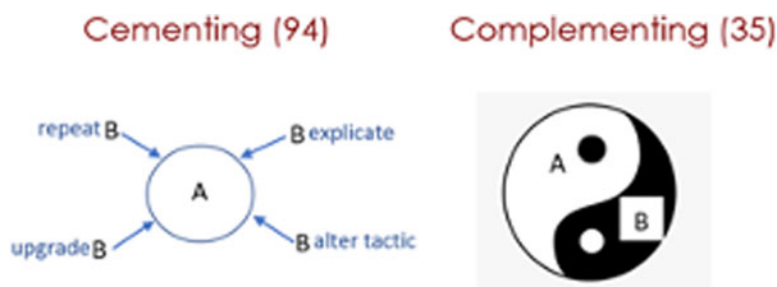 Cementing (94)
Complementing (35)
repeat B
B explicate
A
upgrade B
B alter tactic
A
B